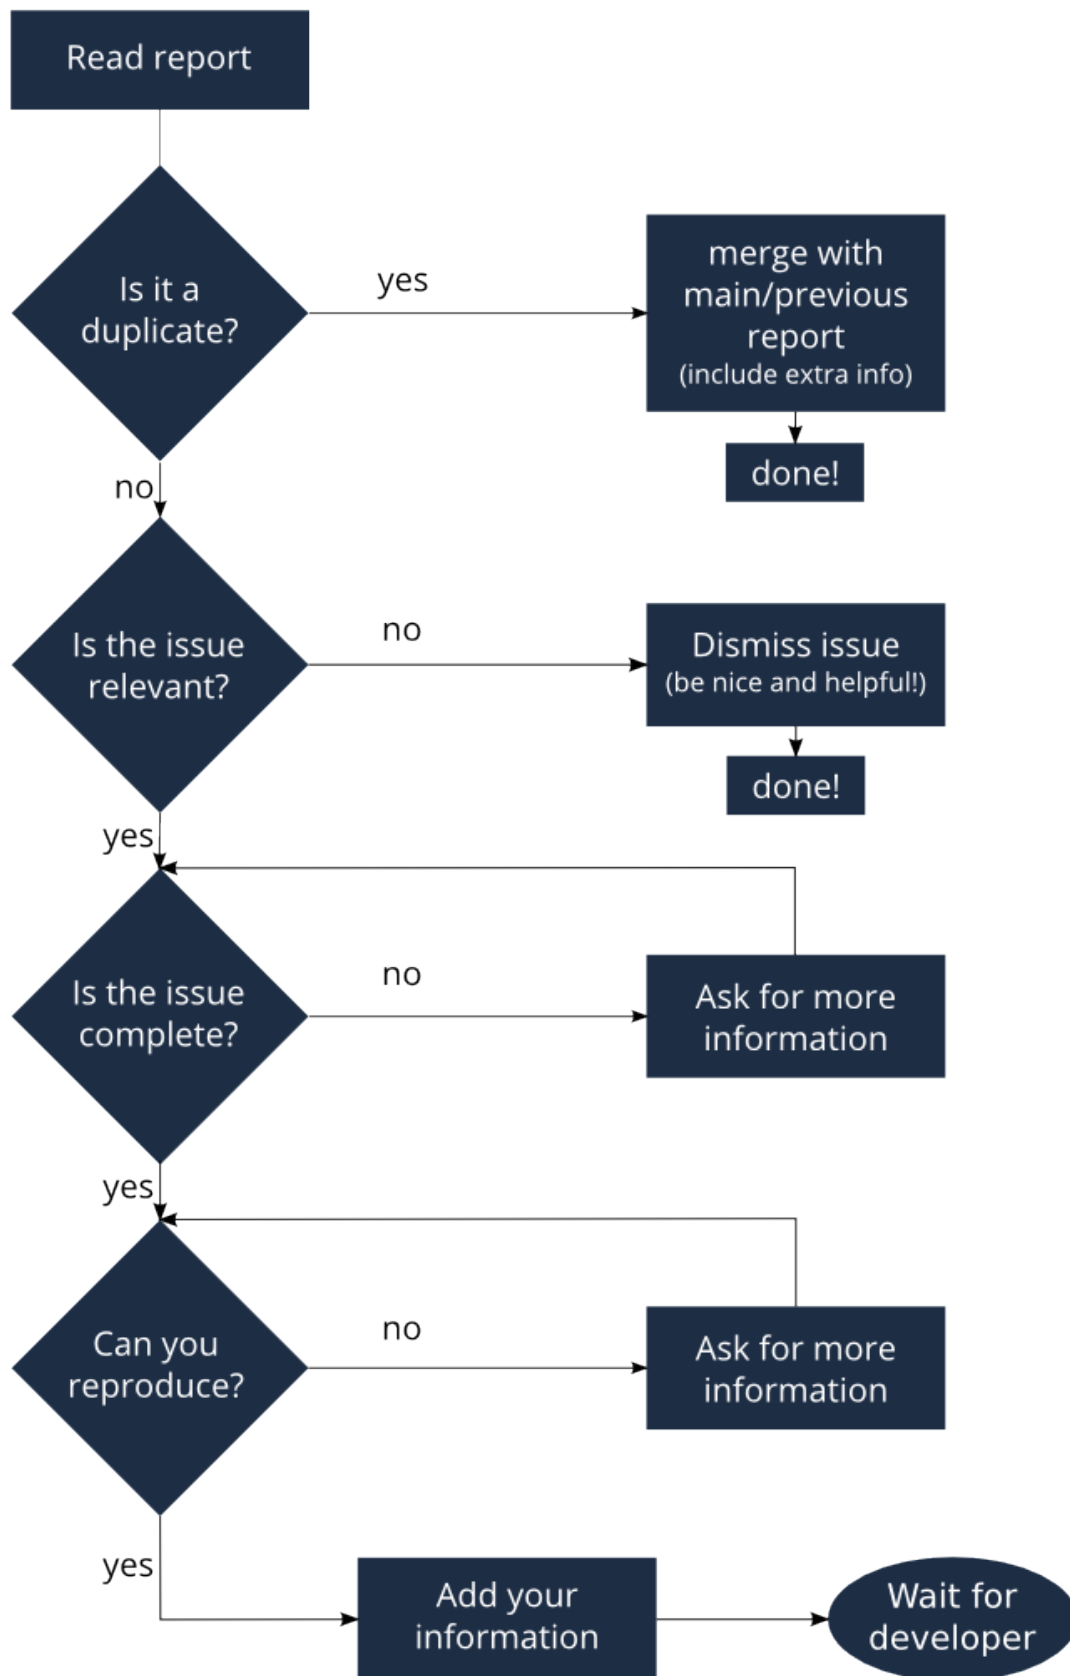 Read report
Is it a
duplicate?
yes
merge with
main/previous
report
(include extra info)
done!
no
Is the issue
relevant?
no
Dismiss issue
(be nice and helpful!)
done!
yes
Is the issue
complete?
no
Ask for more
information
yes
Can you
reproduce?
no
Ask for more
information
yes
Add your
information
Wait for
developer